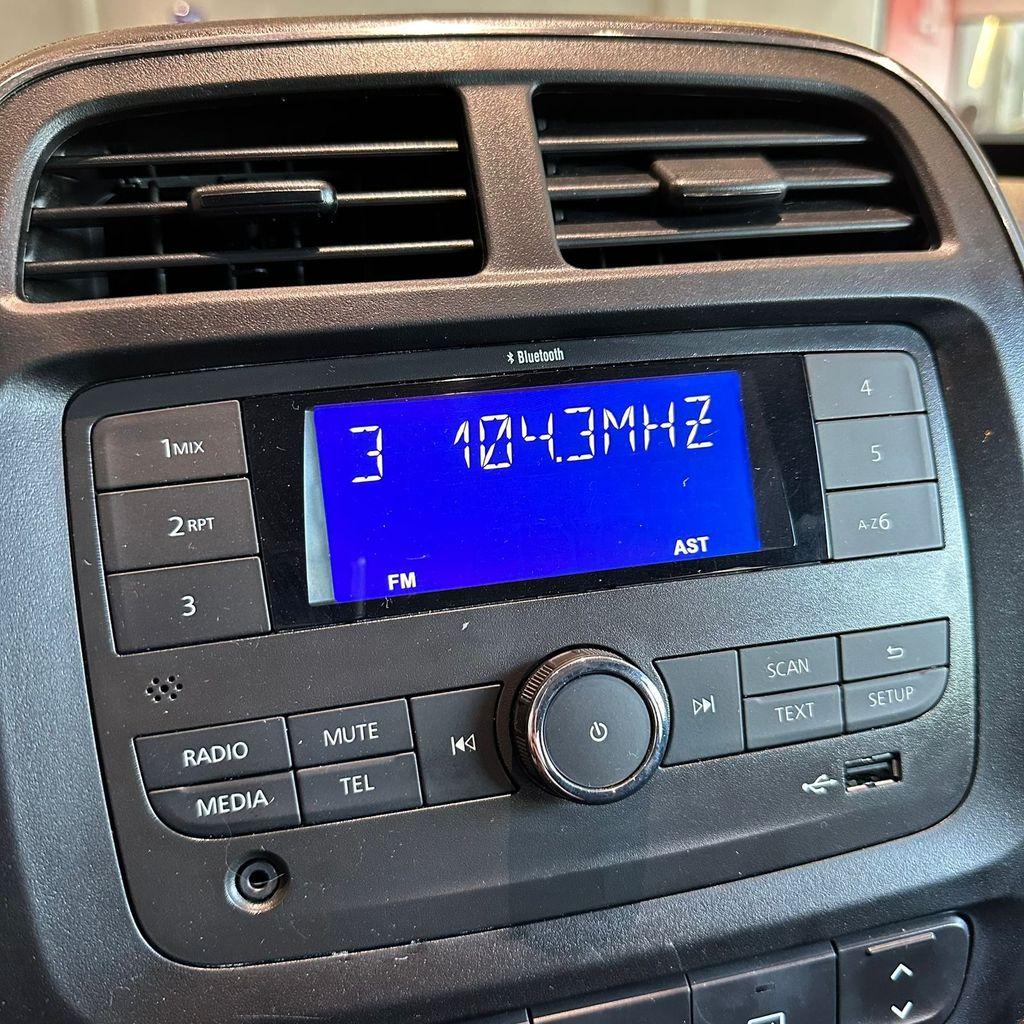 Bluetooth
3 104.3MHZ
FM AST
1MIX
2RPT
3
4
5
A-Z6
RADIO
MUTE
MEDIA
TEL
SCAN
TEXT
SETUP